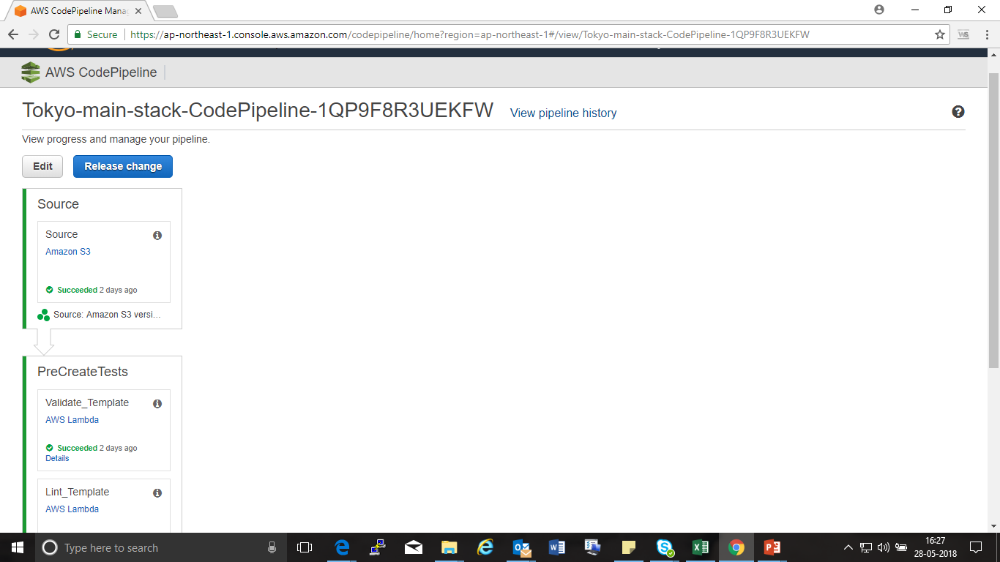 AWS CodePipeline Mana
Secure
https://ap-northeast-1.console.aws.amazon.com/codepipeline/home?region=ap-northeast-1#/view/Tokyo-main-stack-CodePipeline-1QP9F8R3UEKFW
AWS CodePipeline
Tokyo-main-stack-CodePipeline-1QP9F8R3UEKFW View pipeline history
View progress and manage your pipeline.
Edit Release change
Source
Source
Amazon S3
Succeeded 2 days ago
Source: Amazon S3 versi...
PreCreateTests
Validate_Template
AWS Lambda
Succeeded 2 days ago
Details
Lint_Template
AWS Lambda
Type here to search
16:27
28-05-2018